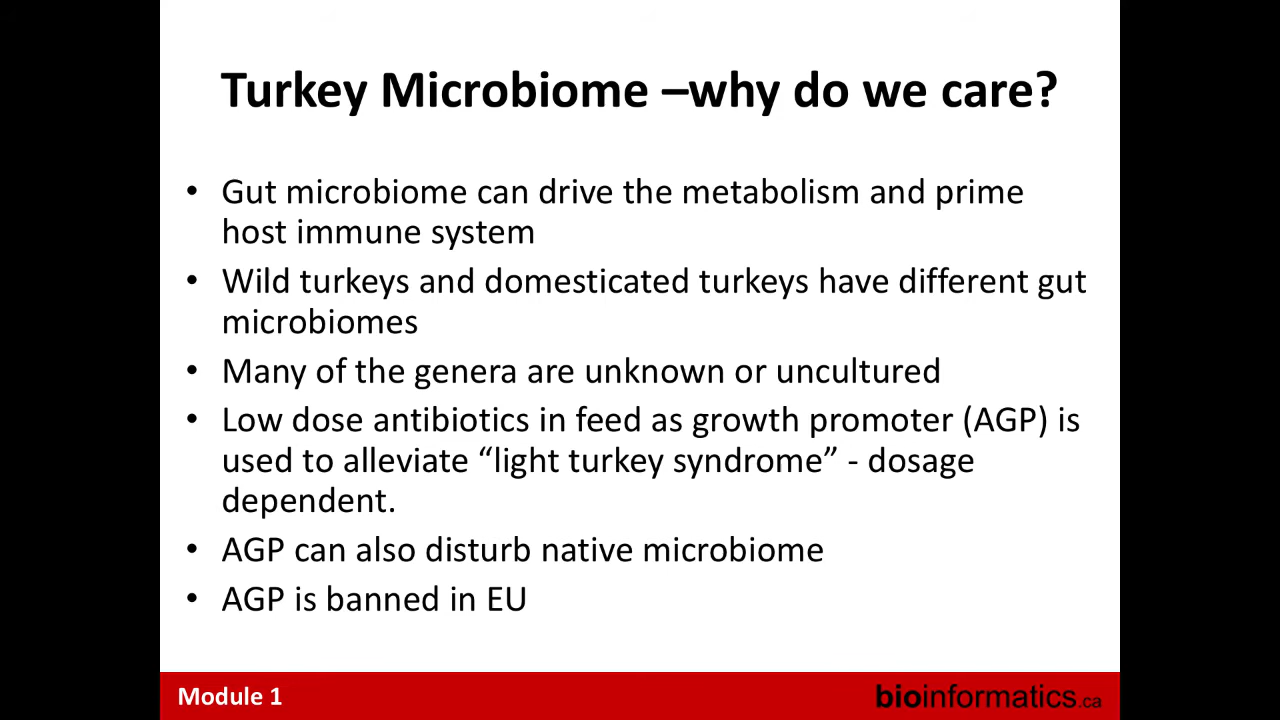 Turkey Microbiome –why do we care?
• Gut microbiome can drive the metabolism and prime
host immune system
• Wild turkeys and domesticated turkeys have different gut
microbiomes
• Many of the genera are unknown or uncultured
• Low dose antibiotics in feed as growth promoter (AGP) is
used to alleviate “light turkey syndrome” - dosage
dependent.
• AGP can also disturb native microbiome
• AGP is banned in EU
Module 1
bioinformatics.ca